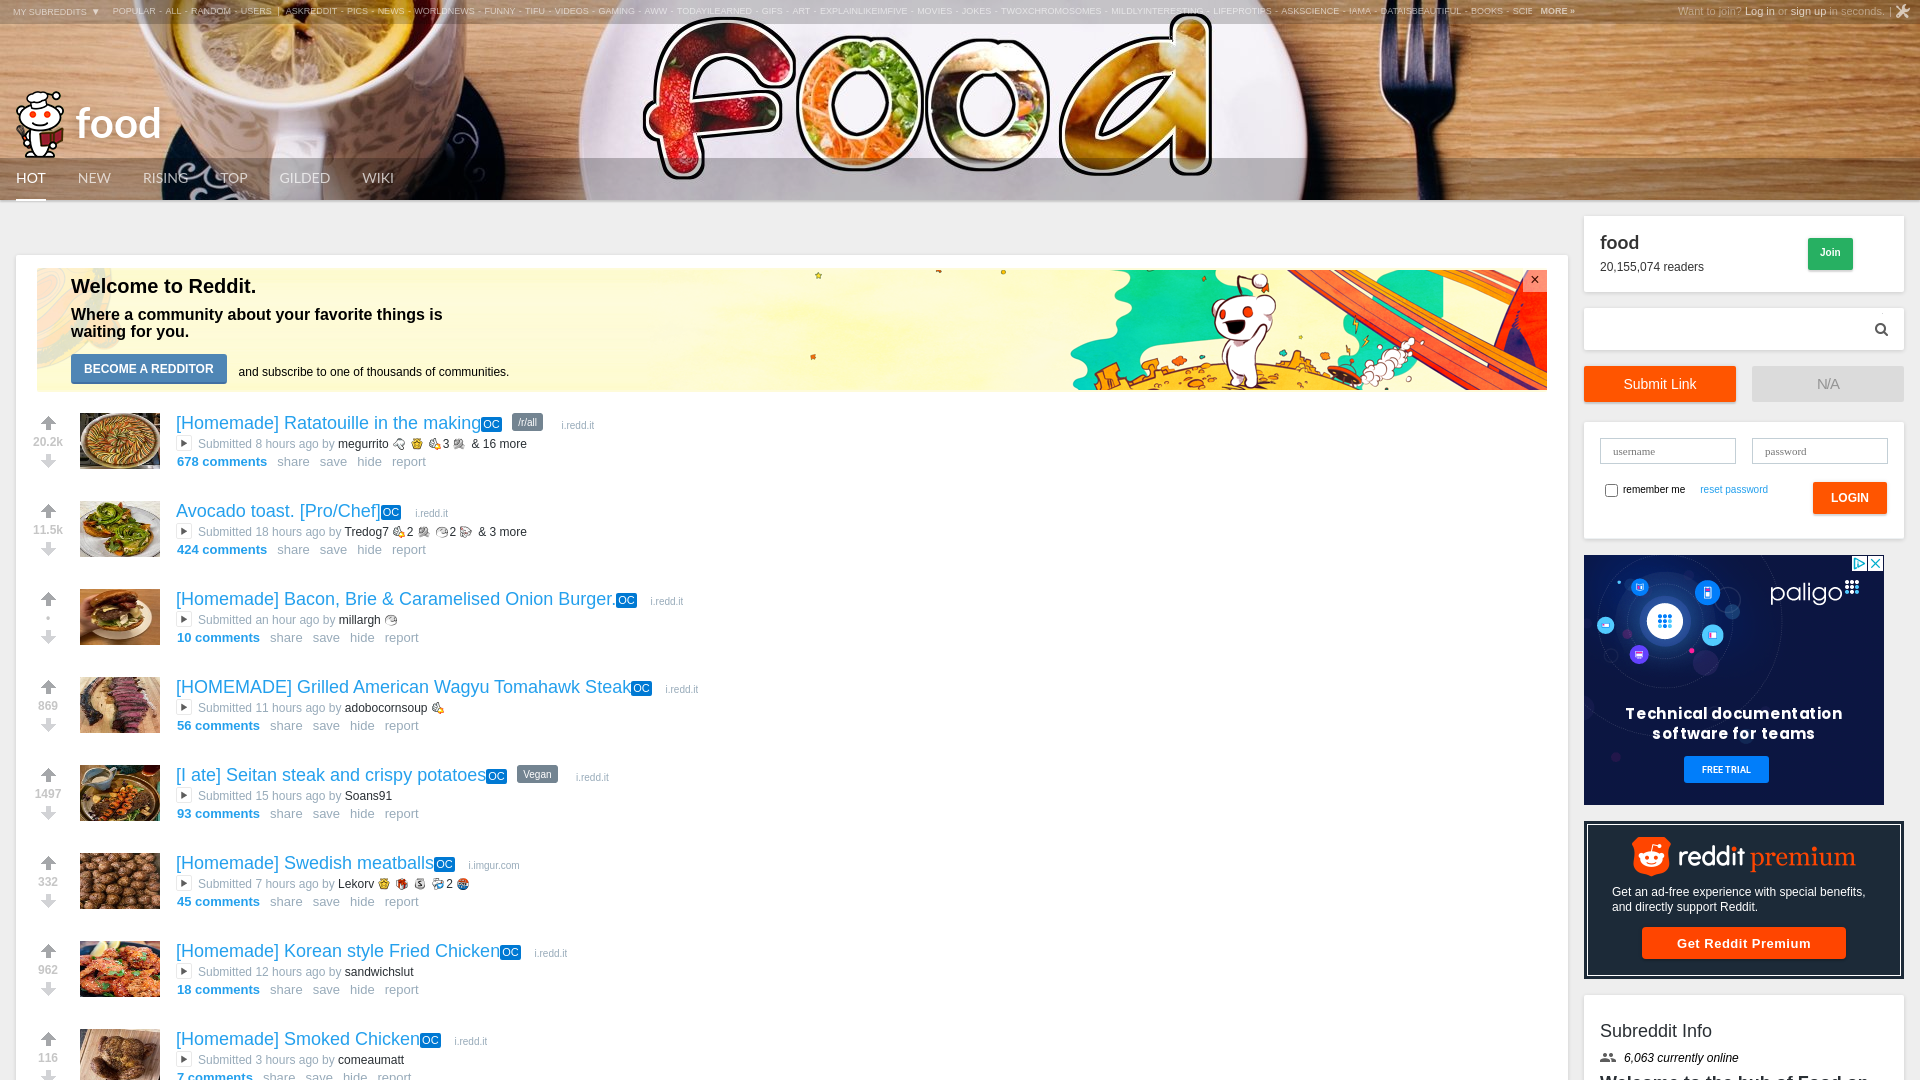 MY SUBREDDITS ▼ POPULAR - ALL - RANDOM - USERS | ASKREDDIT - PICS - NEWS - WORLDNEWS - FUNNY - TIFU - VIDEOS - GAMING - AWW - TODAYILEARNED - GIFS - ART - EXPLAINLIKEIMFIVE - MOVIES - JOKES - TWOXCHROMOSOMES - MILDLYINTERESTING - LIFEPROTIPS - ASKSCIENCE - IAMA - DATAISBEAUTIFUL - BOOKS - SCIE MORE » Want to join? Log in or sign up in seconds. |
food
food
HOT NEW RISING TOP GILDED WIKI
Welcome to Reddit.
Where a community about your favorite things is
waiting for you.
BECOME A REDDITOR and subscribe to one of thousands of communities.
×
[Homemade] Ratatouille in the making OC /r/all i.redd.it
20.2k
Submitted 8 hours ago by megurrito 3 & 16 more
678 comments share save hide report
Avocado toast. [Pro/Chef] OC i.redd.it
11.5k
Submitted 18 hours ago by Tredog7 2 2 & 3 more
424 comments share save hide report
[Homemade] Bacon, Brie & Caramelised Onion Burger. OC i.redd.it
•
Submitted an hour ago by millargh
10 comments share save hide report
[HOMEMADE] Grilled American Wagyu Tomahawk Steak OC i.redd.it
869
Submitted 11 hours ago by adobocornsoup
56 comments share save hide report
[I ate] Seitan steak and crispy potatoes OC Vegan i.redd.it
1497
Submitted 15 hours ago by Soans91
93 comments share save hide report
[Homemade] Swedish meatballs OC i.imgur.com
332
Submitted 7 hours ago by Lekorv 2
45 comments share save hide report
[Homemade] Korean style Fried Chicken OC i.redd.it
962
Submitted 12 hours ago by sandwichslut
18 comments share save hide report
[Homemade] Smoked Chicken OC i.redd.it
116
Submitted 3 hours ago by comeaumatt
7 comments share save hide report
food
20,155,074 readers
Join
Submit Link N/A
username password
remember me reset password LOGIN
paligo
Technical documentation
software for teams
FREE TRIAL
reddit premium
Get an ad-free experience with special benefits,
and directly support Reddit.
Get Reddit Premium
Subreddit Info
6,063 currently online
Welcome to the hub of Food on